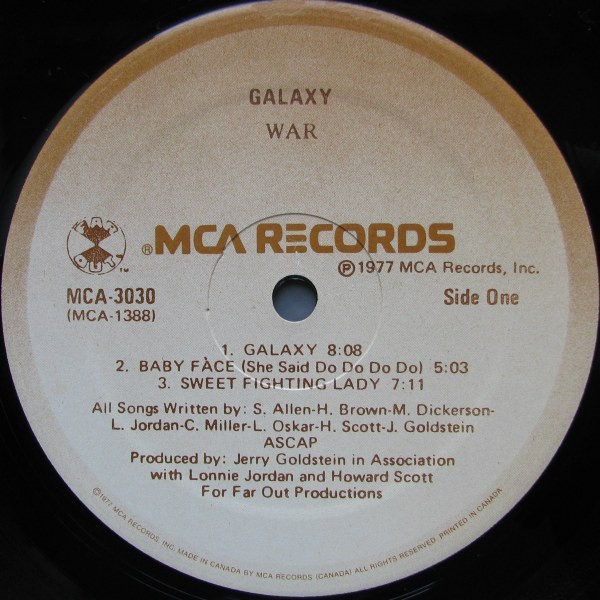 GALAXY
WAR
FAR OUT
TM
® MCA RECORDS
Ⓟ 1977 MCA Records, Inc.
MCA-3030
(MCA-1388)
Side One
1. GALAXY 8:08
2. BABY FÀCE (She Said Do Do Do Do) 5:03
3. SWEET FIGHTING LADY 7:11
All Songs Written by: S. Allen-H. Brown-M. Dickerson-
L. Jordan-C. Miller-L. Oskar-H. Scott-J. Goldstein
ASCAP
Produced by: Jerry Goldstein in Association
with Lonnie Jordan and Howard Scott
For Far Out Productions
©1977 MCA RECORDS, INC. MADE IN CANADA BY MCA RECORDS (CANADA) ALL RIGHTS RESERVED. PRINTED IN CANADA